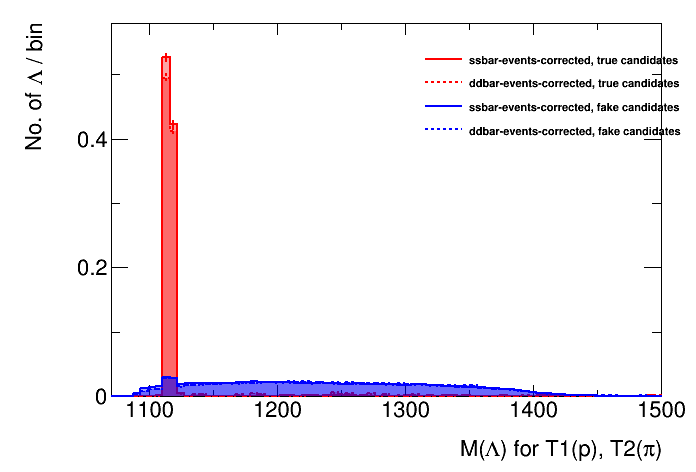 No. of Λ / bin
ssbar-events-corrected, true candidates
ddbar-events-corrected, true candidates
ssbar-events-corrected, fake candidates
ddbar-events-corrected, fake candidates
0.4
0.2
0
1100 1200 1300 1400 1500
M(Λ) for T1(p), T2(π)